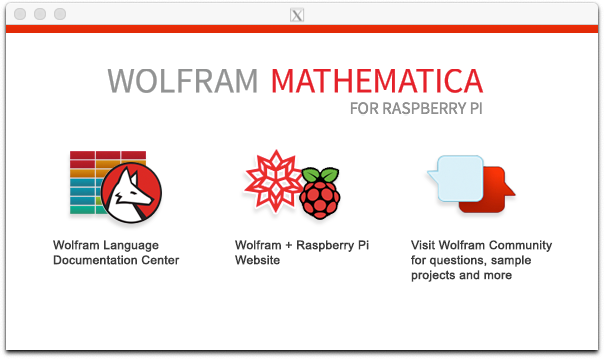 WOLFRAM MATHEMATICA
FOR RASPBERRY PI
Wolfram Language
Documentation Center
Wolfram + Raspberry Pi
Website
Visit Wolfram Community
for questions, sample
projects and more